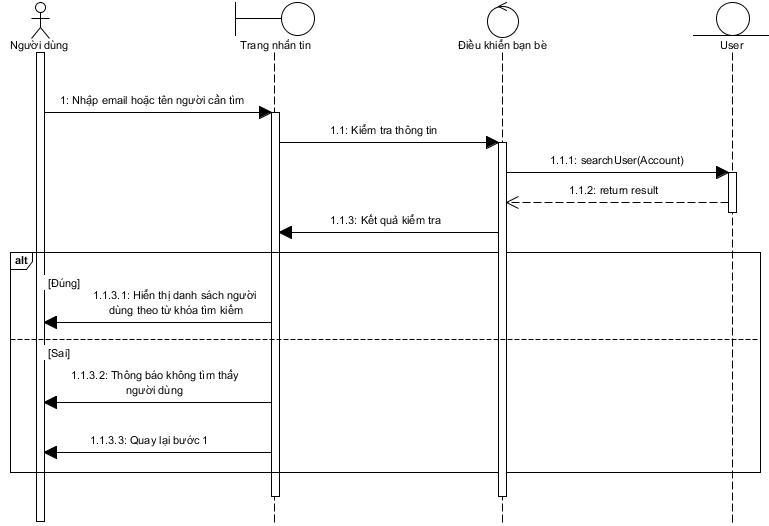 Người dùng
Trang nhắn tin
Điều khiển bạn bè
User
1: Nhập email hoặc tên người cần tìm
1.1: Kiểm tra thông tin
1.1.1: searchUser(Account)
1.1.2: return result
1.1.3: Kết quả kiểm tra
alt
[Đúng]
1.1.3.1: Hiển thị danh sách người
dùng theo từ khóa tìm kiếm
[Sai]
1.1.3.2: Thông báo không tìm thấy
người dùng
1.1.3.3: Quay lại bước 1